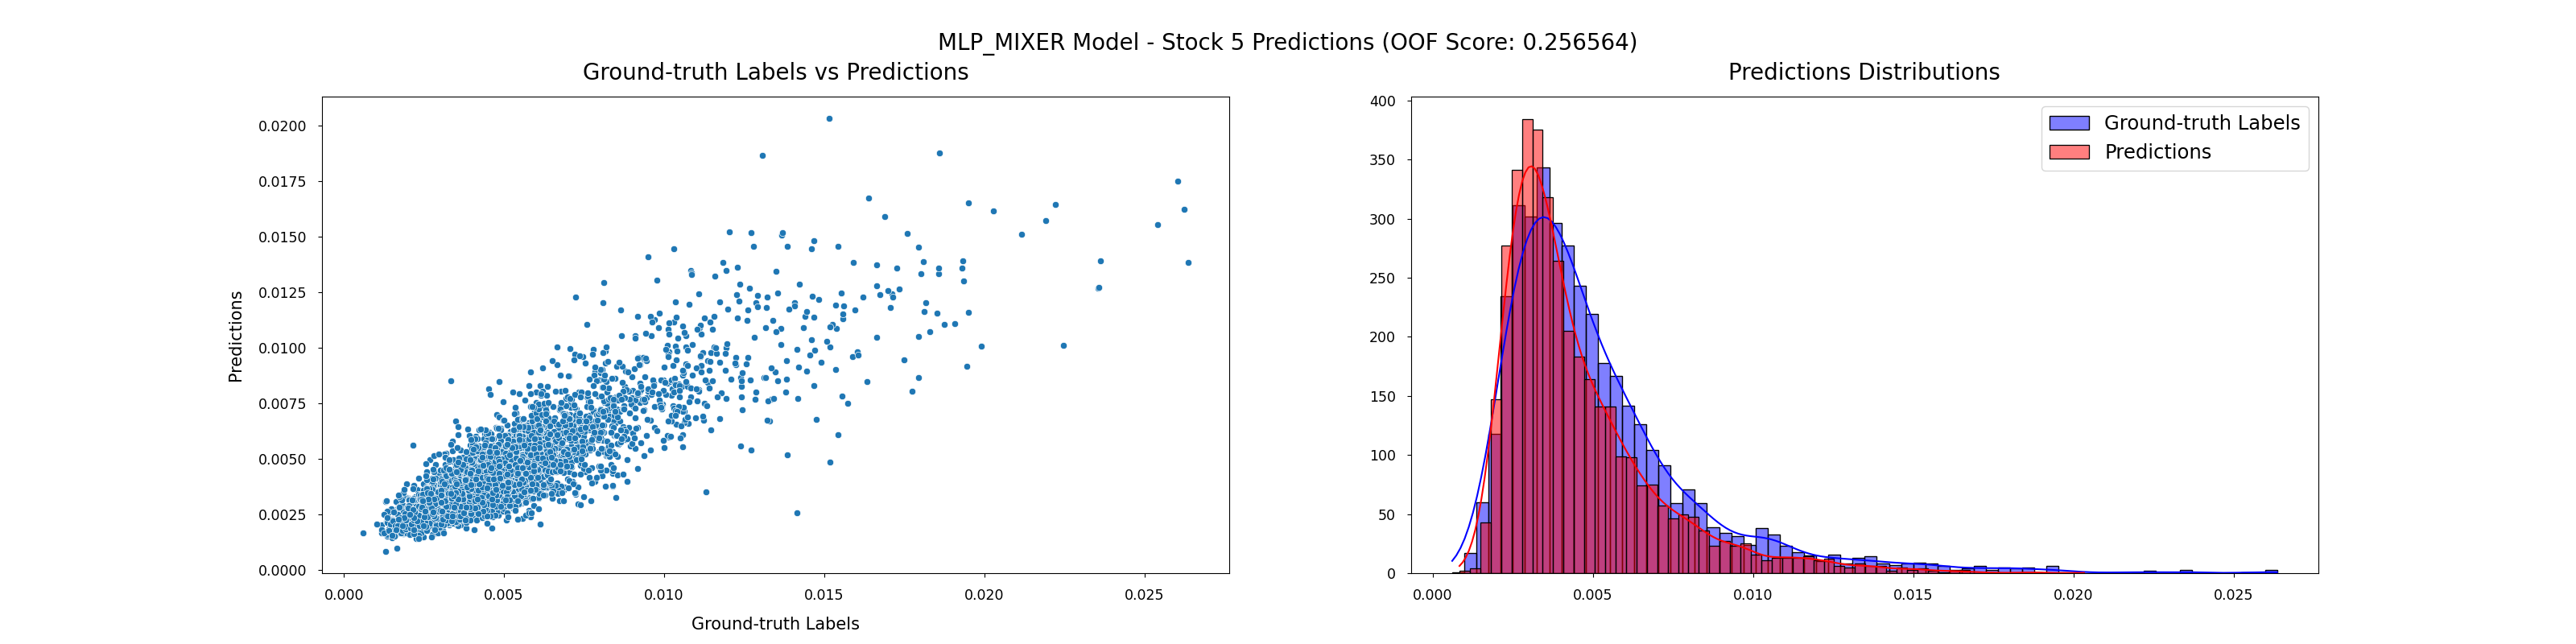 MLP_MIXER Model - Stock 5 Predictions (OOF Score: 0.256564)
Ground-truth Labels vs Predictions
0.0200
0.0175
0.0150
0.0125
0.0100
0.0075
0.0050
0.0025
0.0000
Predictions
0.000 0.005 0.010 0.015 0.020 0.025
Ground-truth Labels
Predictions Distributions
400
350
300
250
200
150
100
50
0
Ground-truth Labels
Predictions
0.000 0.005 0.010 0.015 0.020 0.025